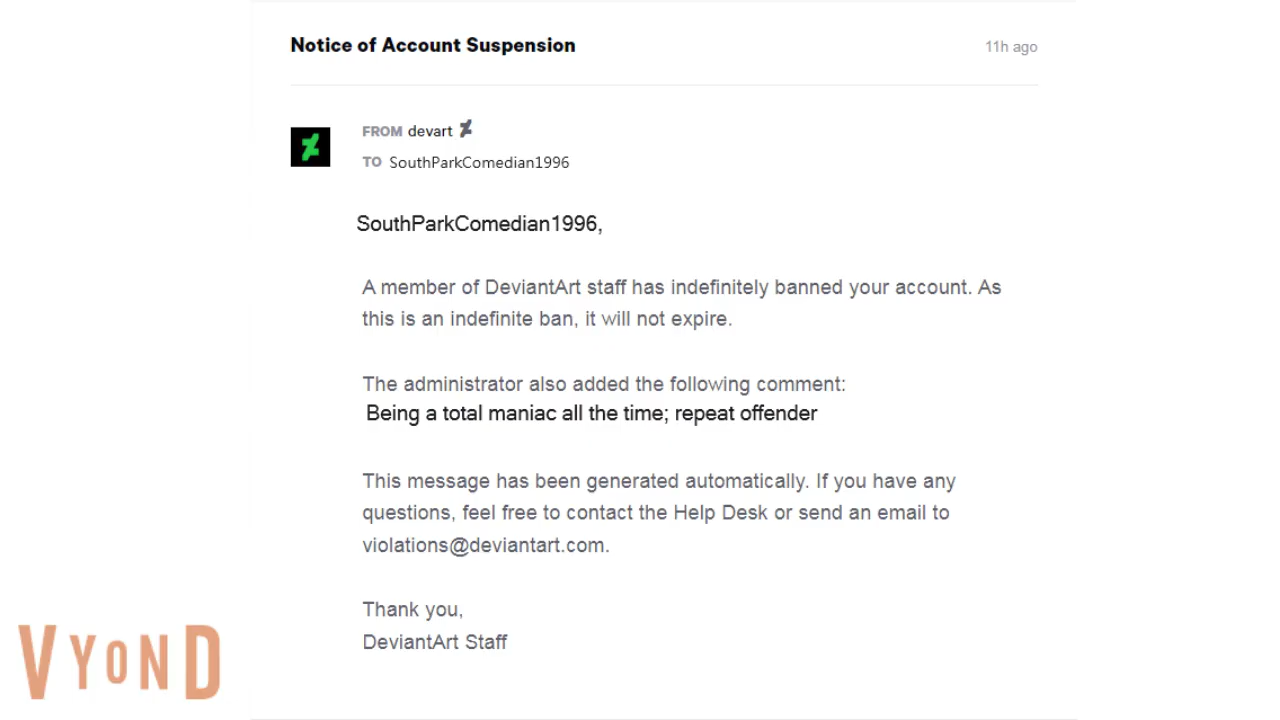 Notice of Account Suspension
11h ago
FROM devart
TO SouthParkComedian1996
SouthParkComedian1996,
A member of DeviantArt staff has indefinitely banned your account. As
this is an indefinite ban, it will not expire.
The administrator also added the following comment:
Being a total maniac all the time; repeat offender
This message has been generated automatically. If you have any
questions, feel free to contact the Help Desk or send an email to
violations@deviantart.com.
Thank you,
DeviantArt Staff
VYOND